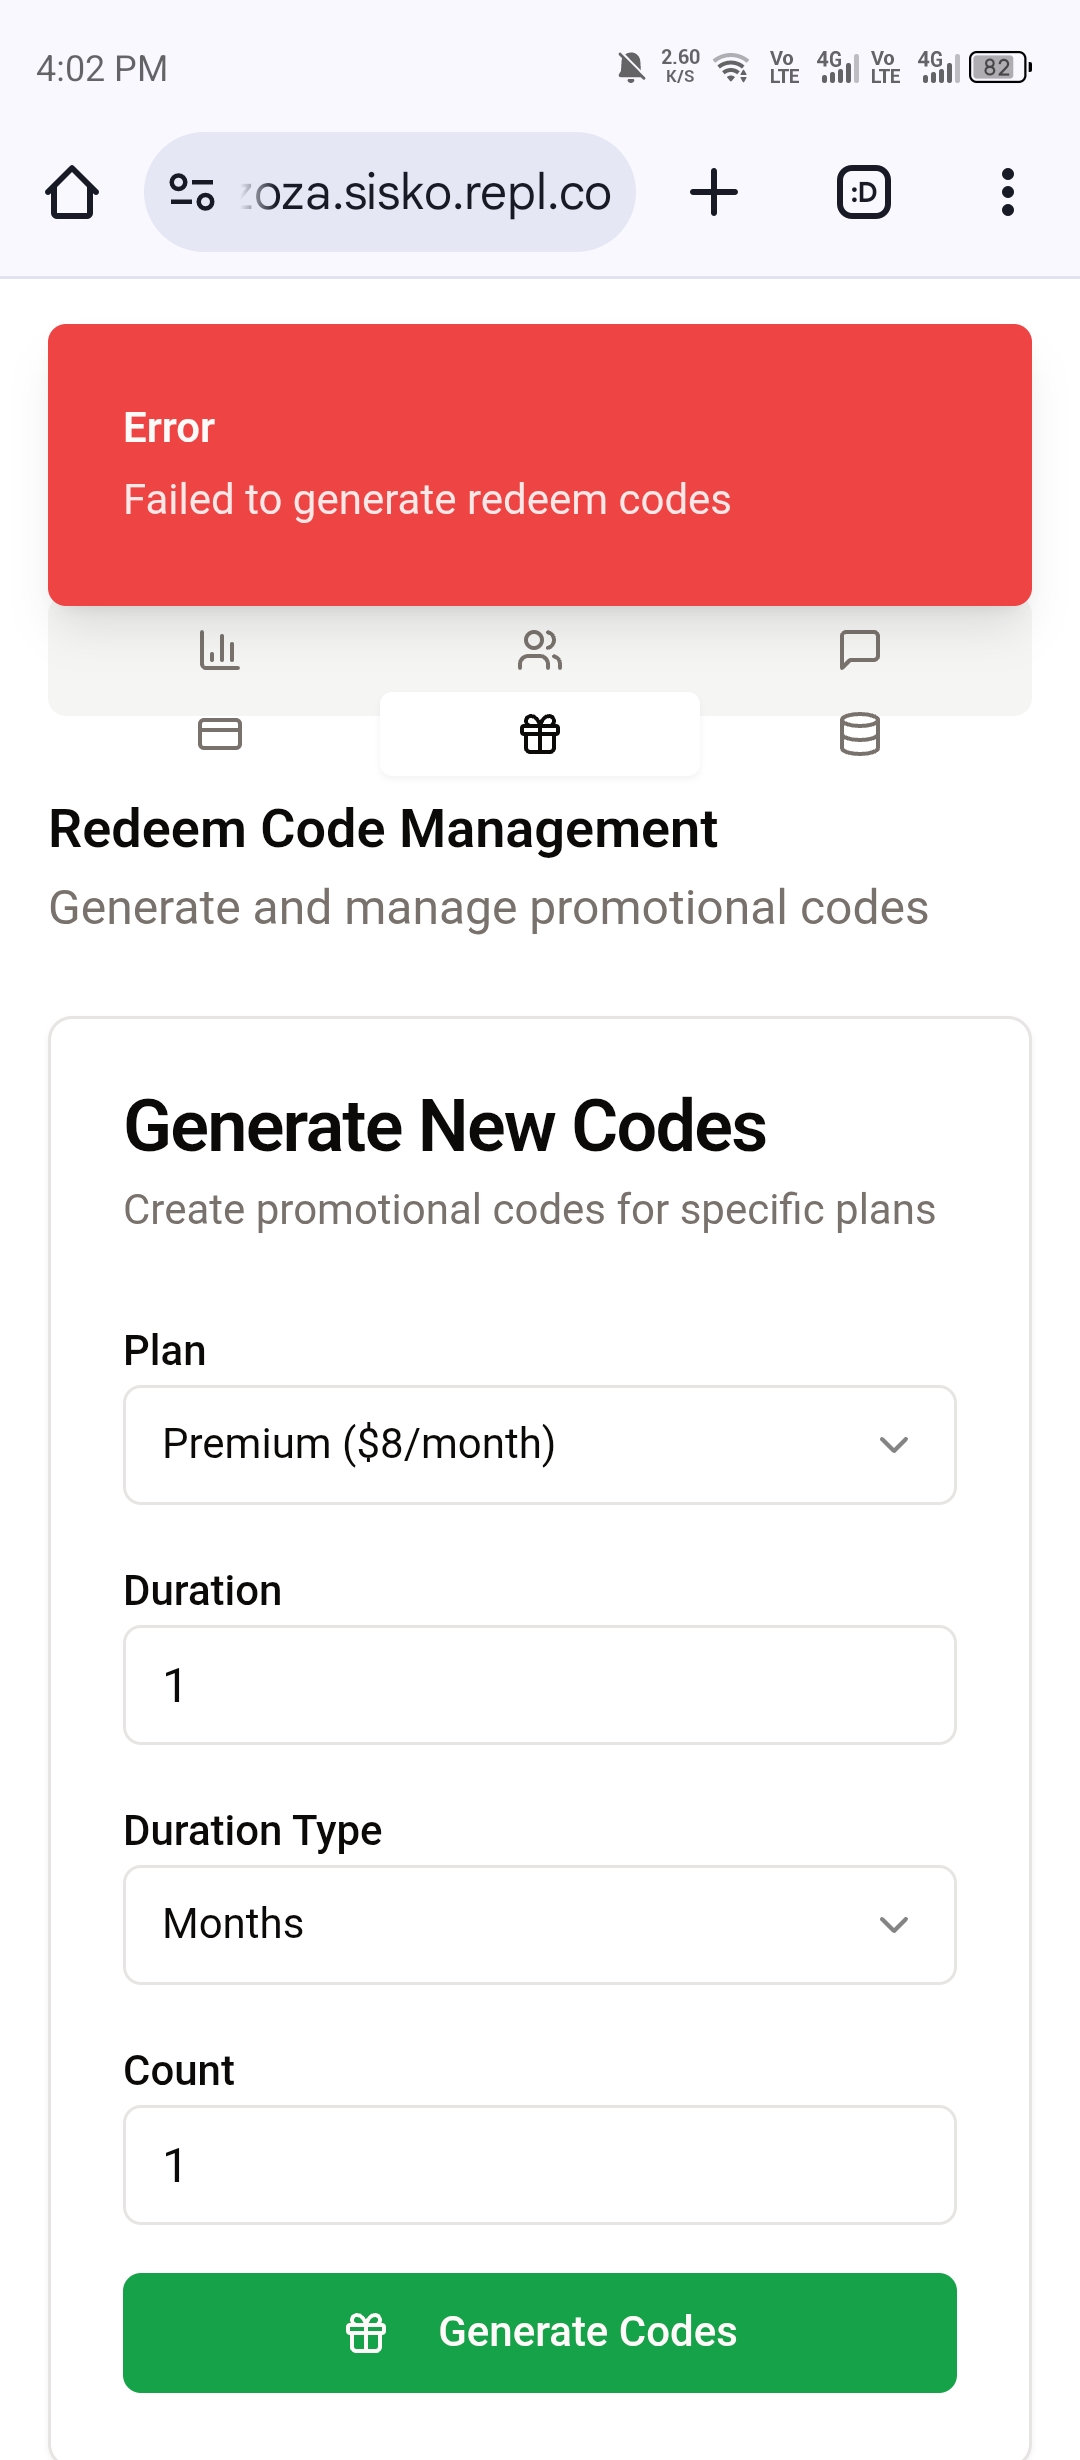 4:02 PM
2.60
K/S
Vo
LTE
4G
Vo
LTE
4G
82
zoza.sisko.repl.co
:D
Error
Failed to generate redeem codes
Redeem Code Management
Generate and manage promotional codes
Generate New Codes
Create promotional codes for specific plans
Plan
Premium ($8/month)
Duration
1
Duration Type
Months
Count
1
Generate Codes